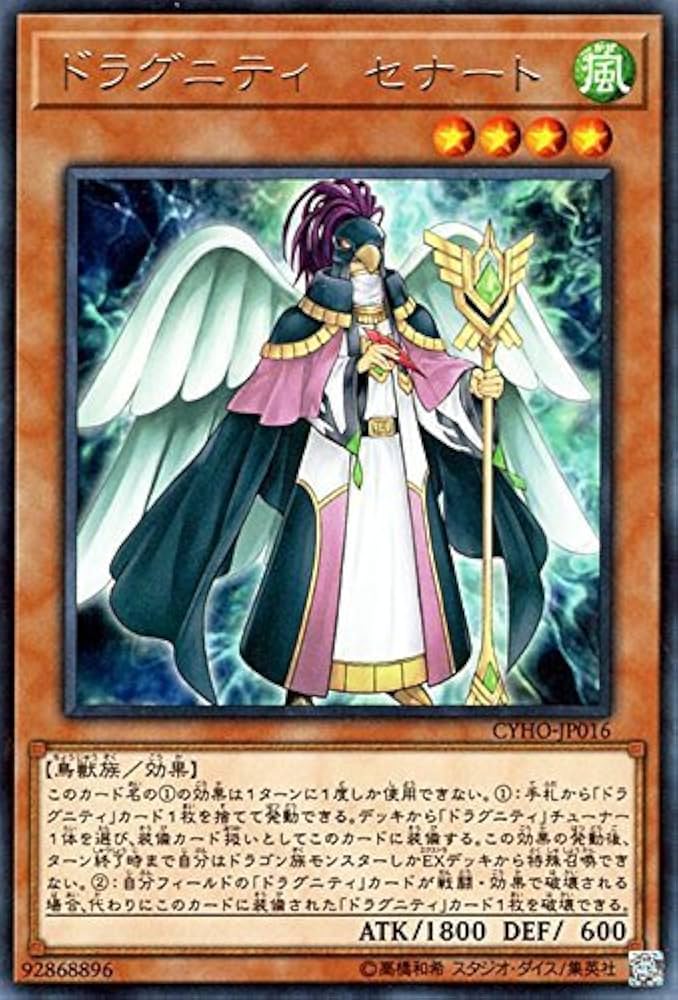 ドラグニティ　セナート
風
CYHO-JP016
[鳥獣族／効果]
このカード名の①の効果は1ターンに1度しか使用できない。①：手札から「ドラ
グニティ」カード1枚を捨てて発動できる。デッキから「ドラグニティ」チューナー
1体を選び、装備カード扱いとしてこのカードに装備する。この効果の発動後、
ターン終了時まで自分はドラゴン族モンスターしかEXデッキから特殊召喚でき
ない。②：自分フィールドの「ドラグニティ」カードが戦闘・効果で破壊される
場合、代わりにこのカードに装備された「ドラグニティ」カード1枚を破壊できる。
ATK/1800 DEF/ 600
92868896
©高橋和希 スタジオ・ダイス/集英社